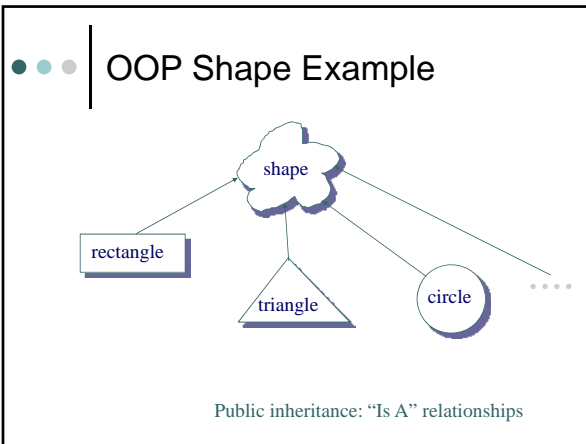 OOP Shape Example
shape
rectangle
triangle
circle
....
Public inheritance: “Is A” relationships